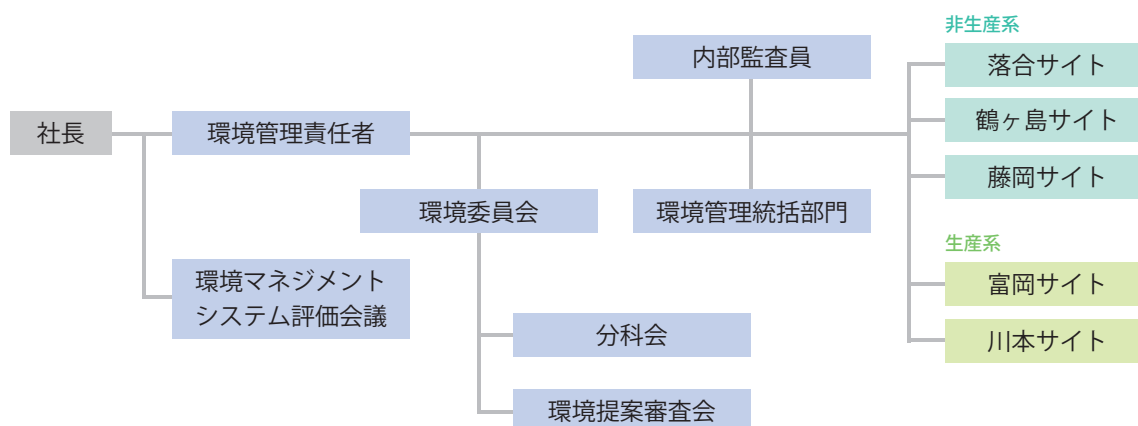 社長
環境管理責任者
環境マネジメント
システム評価会議
環境委員会
分科会
環境提案審査会
内部監査員
環境管理統括部門
非生産系
落合サイト
鶴ヶ島サイト
藤岡サイト
生産系
富岡サイト
川本サイト